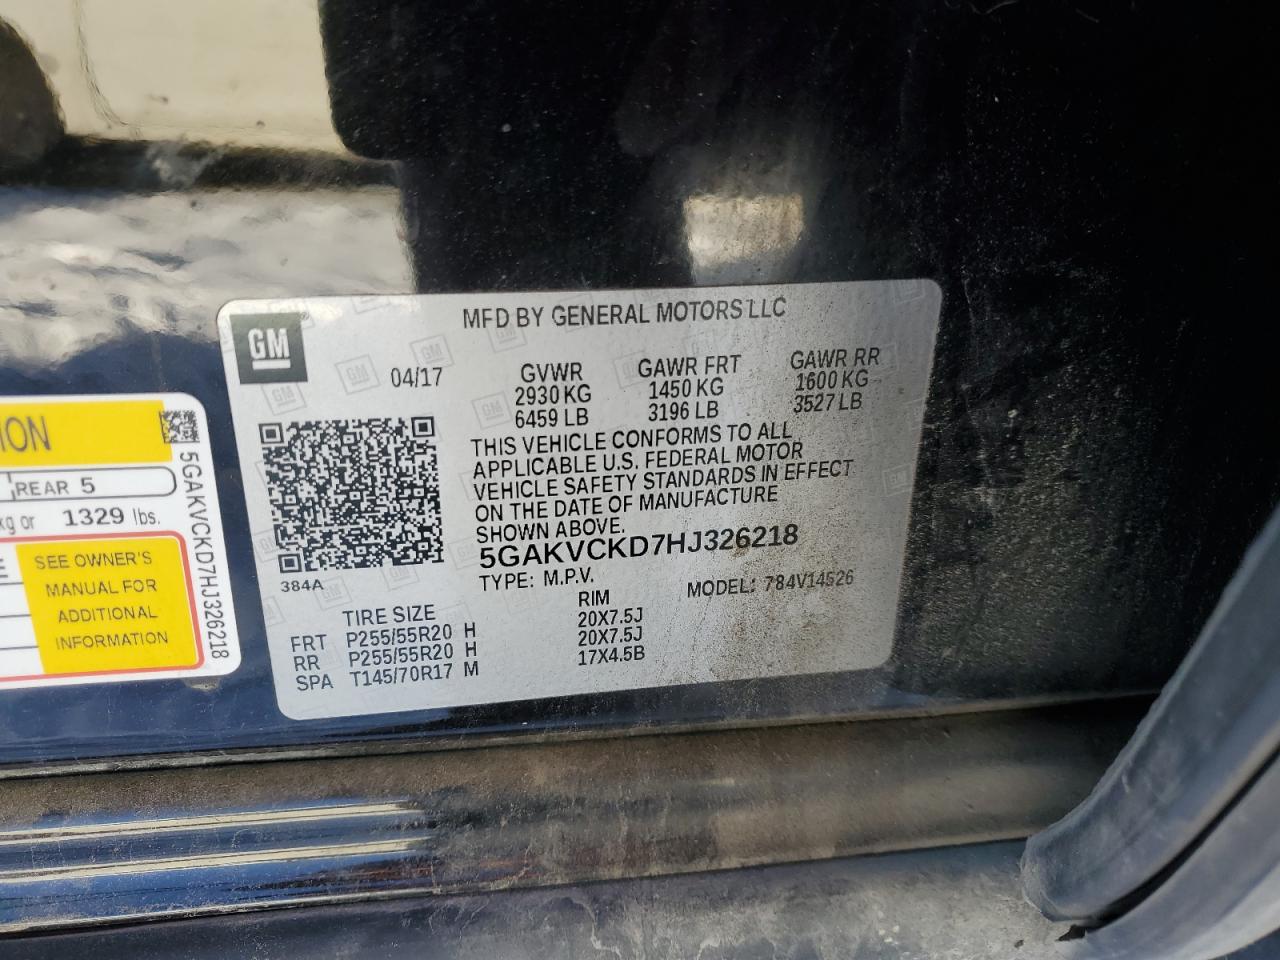 MFD BY GENERAL MOTORS LLC
GM
04/17
GVWR
2930 KG
6459 LB
GAWR FRT
1450 KG
3196 LB
GAWR RR
1600 KG
3527 LB
THIS VEHICLE CONFORMS TO ALL
APPLICABLE U.S. FEDERAL MOTOR
VEHICLE SAFETY STANDARDS IN EFFECT
ON THE DATE OF MANUFACTURE
SHOWN ABOVE.
5GAKVCKD7HJ326218
TYPE: M.P.V.
MODEL: 784V14526
384A
TIRE SIZE RIM
FRT P255/55R20 H 20X7.5J
RR P255/55R20 H 20X7.5J
SPA T145/70R17 M 17X4.5B
ION
REAR 5
kg or 1329 lbs.
SEE OWNER'S
MANUAL FOR
ADDITIONAL
INFORMATION
5GAKVCKD7HJ326218